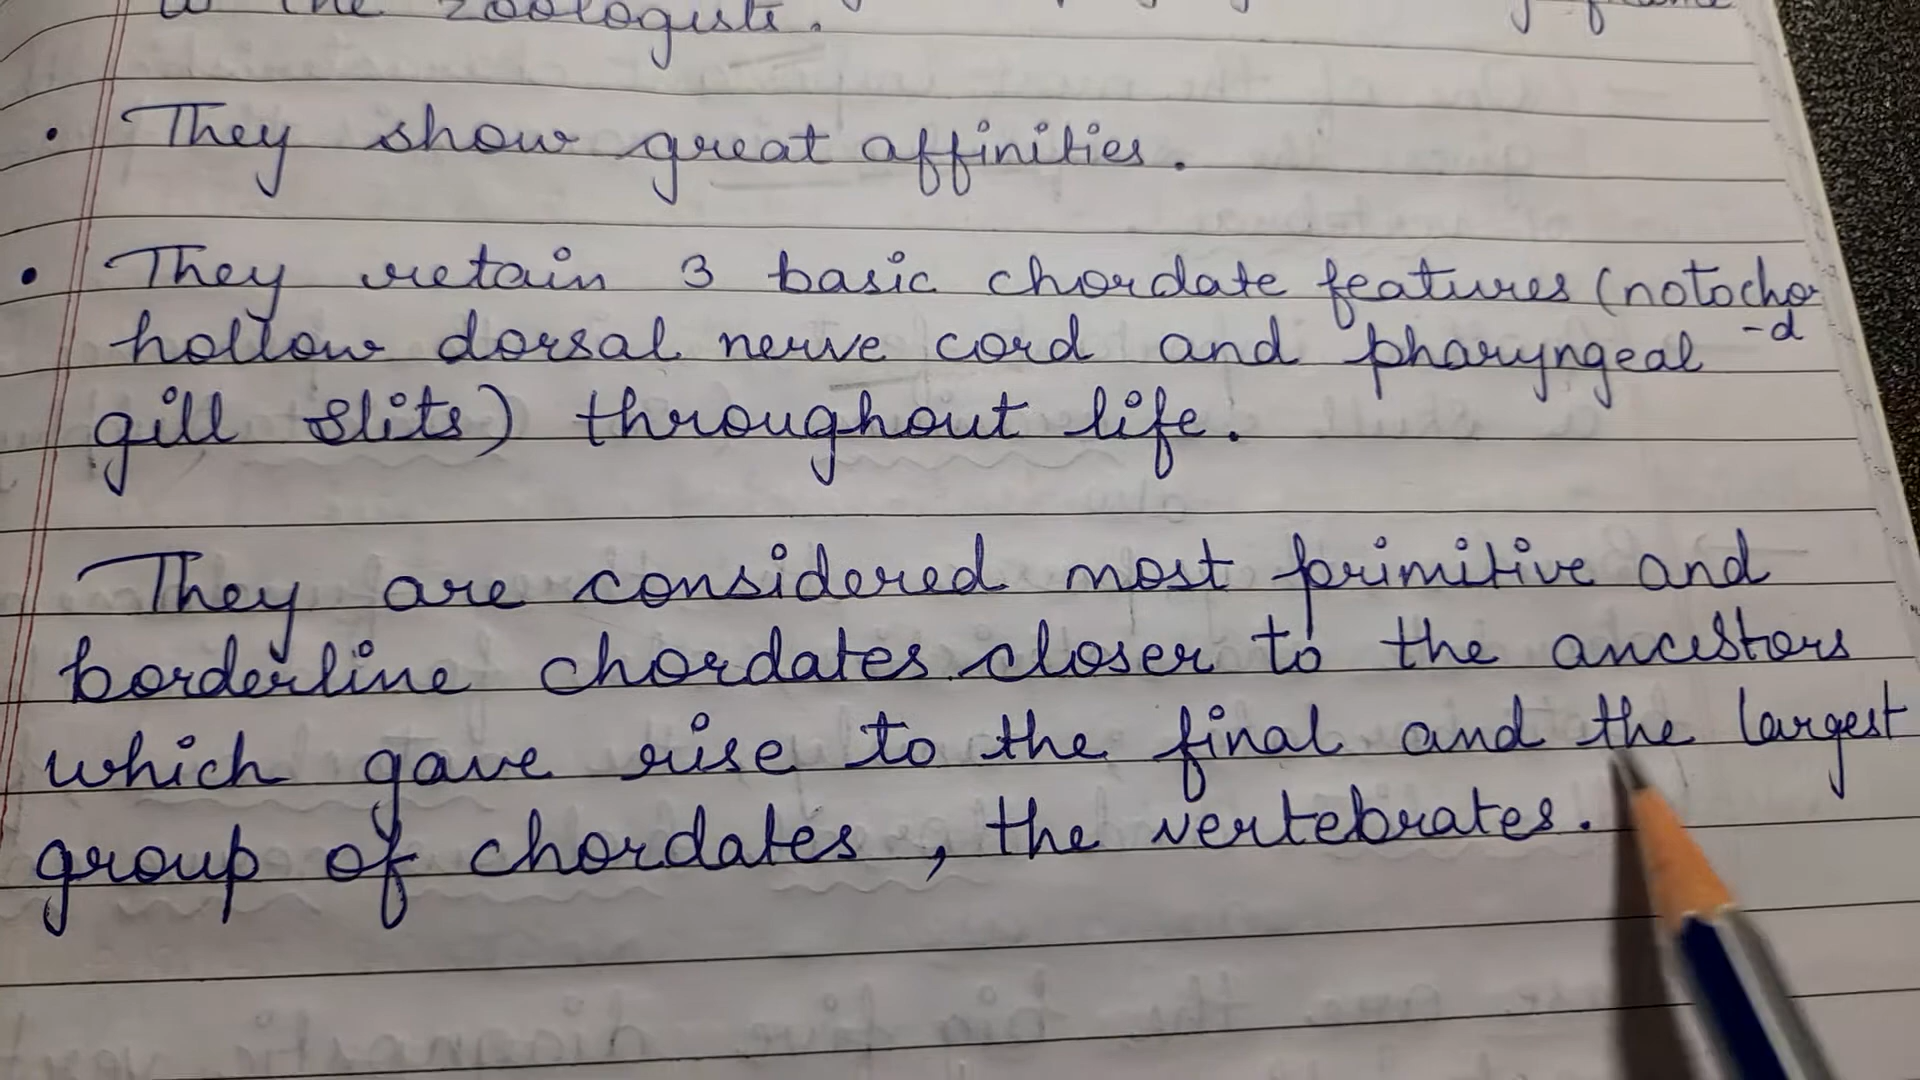 the zoologists.
• They show great affinities.
• They retain 3 basic chordate features (notocho
-d
hollow dorsal nerve cord and pharyngeal
gill slits) throughout life.
They are considered most primitive and
borderline chordates closer to the ancestors
which gave rise to the final and the largest
group of chordates, the vertebrates.